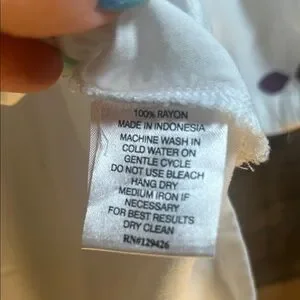 100% RAYON
MADE IN INDONESIA
MACHINE WASH IN
COLD WATER ON
GENTLE CYCLE
DO NOT USE BLEACH
HANG DRY
MEDIUM IRON IF
NECESSARY
FOR BEST RESULTS
DRY CLEAN
RN#129426